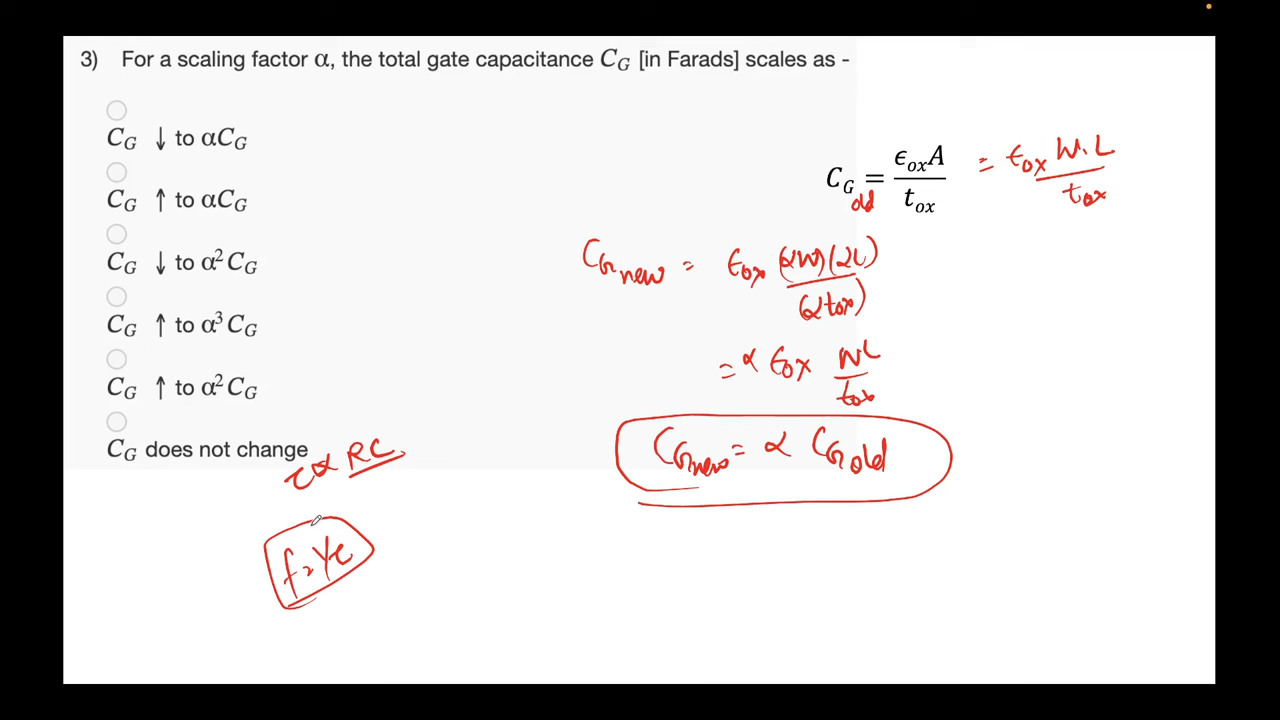 3) For a scaling factor α, the total gate capacitance C_G [in Farads] scales as -
C_G ↓ to αC_G
C_G ↑ to αC_G
C_G ↓ to α²C_G
C_G ↑ to α³C_G
C_G ↑ to α²C_G
C_G does not change
C_G old = ϵ_ox A / t_ox = ϵ_ox W.L / t_ox
C_G new = ϵ_ox (αW)(αL) / (αt_ox)
= α ϵ_ox WL / t_ox
C_G new = α C_G old
τ α RC
f = 1/τ